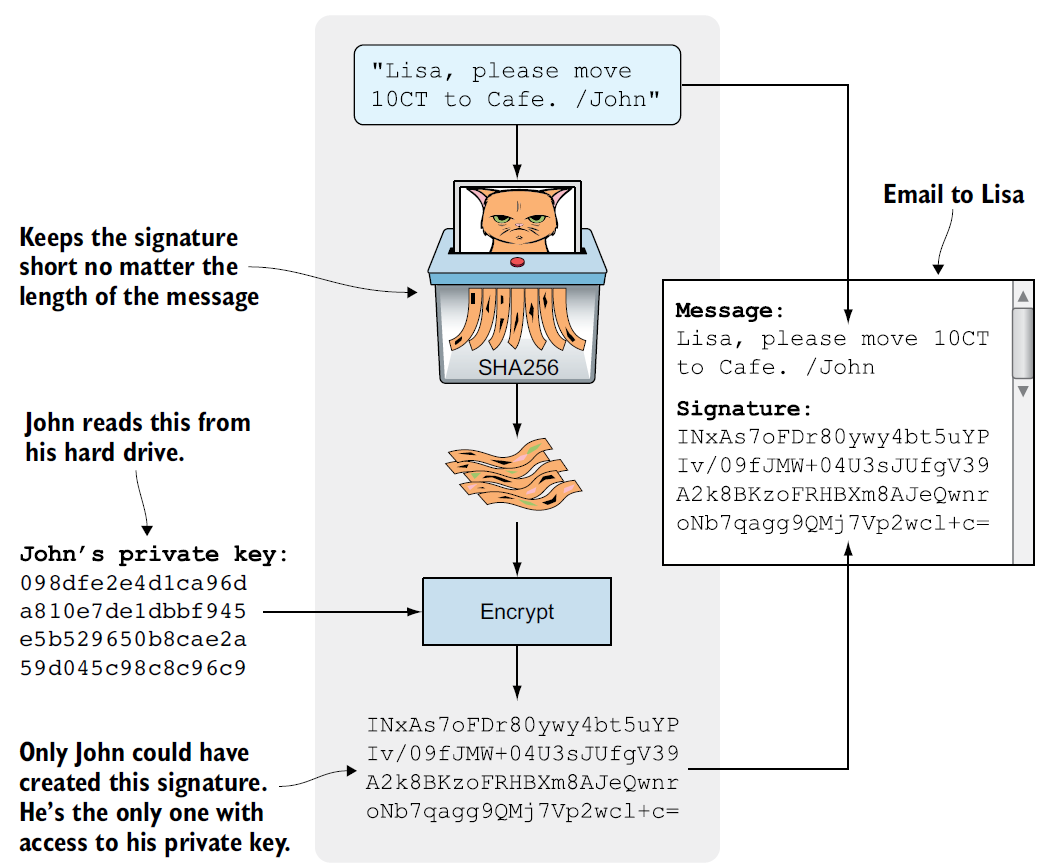 "Lisa, please move
10CT to Cafe. /John"
Keeps the signature
short no matter the
length of the message
SHA256
Email to Lisa
Message:
Lisa, please move 10CT
to Cafe. /John
Signature:
INxAs7oFDr80ywy4bt5uYP
Iv/09fJMW+04U3sJUfgV39
A2k8BKzoFRHBXm8AJeQwnr
oNb7qagg9QMj7Vp2wcl+c=
John reads this from
his hard drive.
John's private key:
098dfe2e4d1ca96d
a810e7de1dbbf945
e5b529650b8cae2a
59d045c98c8c96c9
Encrypt
INxAs7oFDr80ywy4bt5uYP
Iv/09fJMW+04U3sJUfgV39
A2k8BKzoFRHBXm8AJeQwnr
oNb7qagg9QMj7Vp2wcl+c=
Only John could have
created this signature.
He's the only one with
access to his private key.